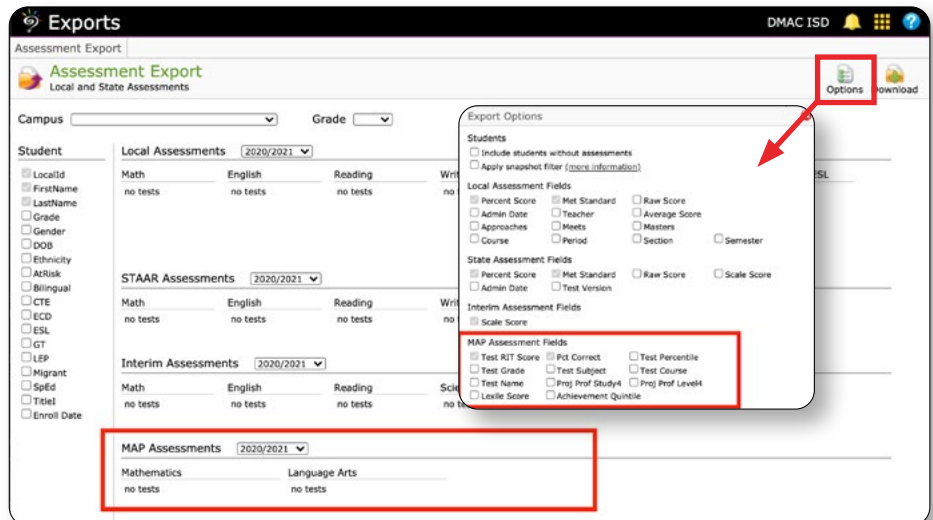 Exports
DMAC ISD
Assessment Export
Assessment Export
Local and State Assessments
Options
Download
Campus
Grade
Student
LocalId
FirstName
LastName
Grade
Gender
DOB
Ethnicity
AtRisk
Bilingual
CTE
ECD
ESL
GT
LEP
Migrant
SpEd
TitleI
Enroll Date
Local Assessments 2020/2021
Math English Reading
no tests no tests no tests no
ESL
STAAR Assessments 2020/2021
Math English Reading
no tests no tests no tests no
Interim Assessments 2020/2021
Math English Reading
no tests no tests no tests
MAP Assessments 2020/2021
Mathematics Language Arts
no tests no tests
Export Options
Students
Include students without assessments
Apply snapshot filter (more information)
Local Assessment Fields
Percent Score Met Standard Raw Score
Admin Date Teacher Average Score
Approaches Meets Masters
Course Period Section Semester
State Assessment Fields
Percent Score Met Standard Raw Score Scale Score
Admin Date Test Version
Interim Assessment Fields
Scale Score
MAP Assessment Fields
Test RIT Score Pct Correct Test Percentile
Test Grade Test Subject Test Course
Test Name Proj Prof Study4 Proj Prof Level4
Lexile Score Achievement Quintile